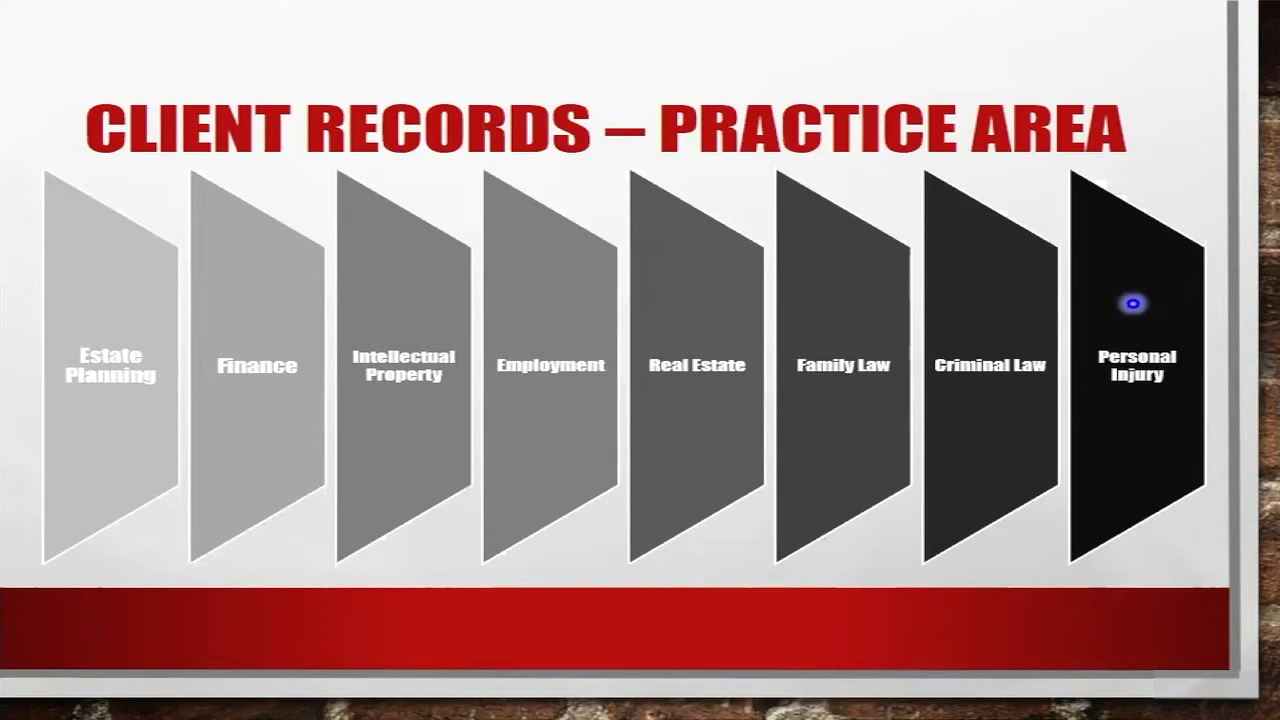 CLIENT RECORDS – PRACTICE AREA
Estate
Planning
Finance
Intellectual
Property
Employment
Real Estate
Family Law
Criminal Law
Personal
Injury